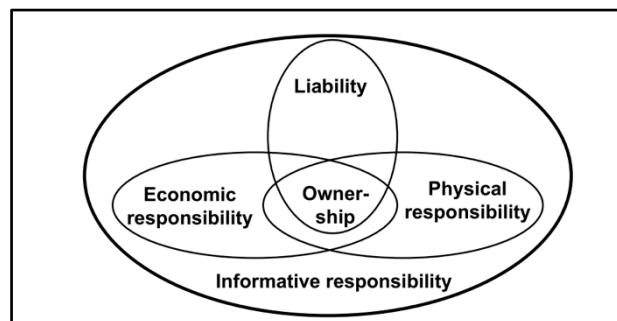 Liability
Economic
responsibility
Owner-
ship
Physical
responsibility
Informative responsibility